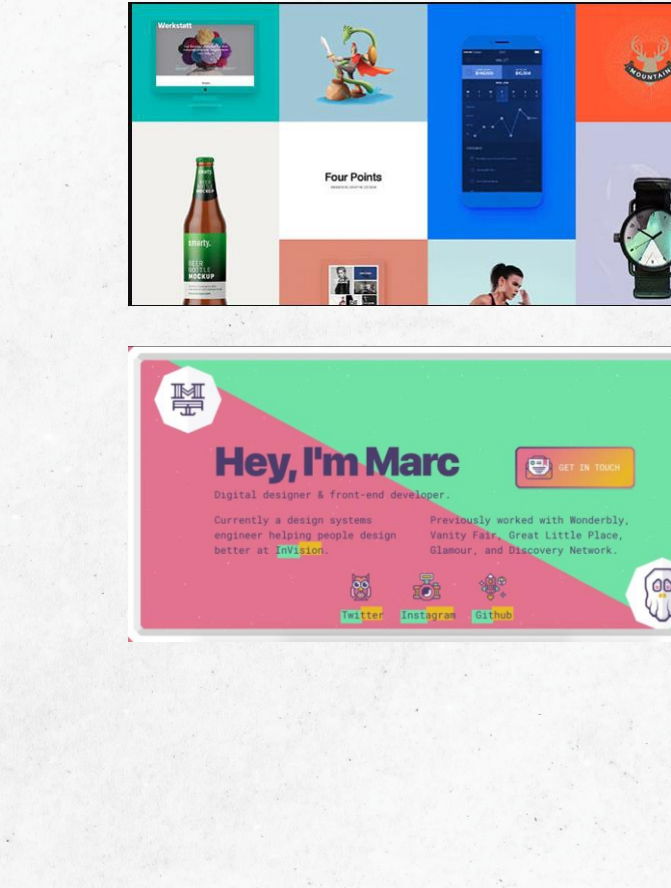 Werkstatt
MOUNTAIN
smarty.
BEER
BOTTLE
MOCKUP
Four Points
Hey, I'm Marc
GET IN TOUCH
Digital designer & front-end developer.
Currently a design systems
engineer helping people design
better at InVision.
Previously worked with Wonderbly,
Vanity Fair, Great Little Place,
Glamour, and Discovery Network.
Twitter
Instagram
Github